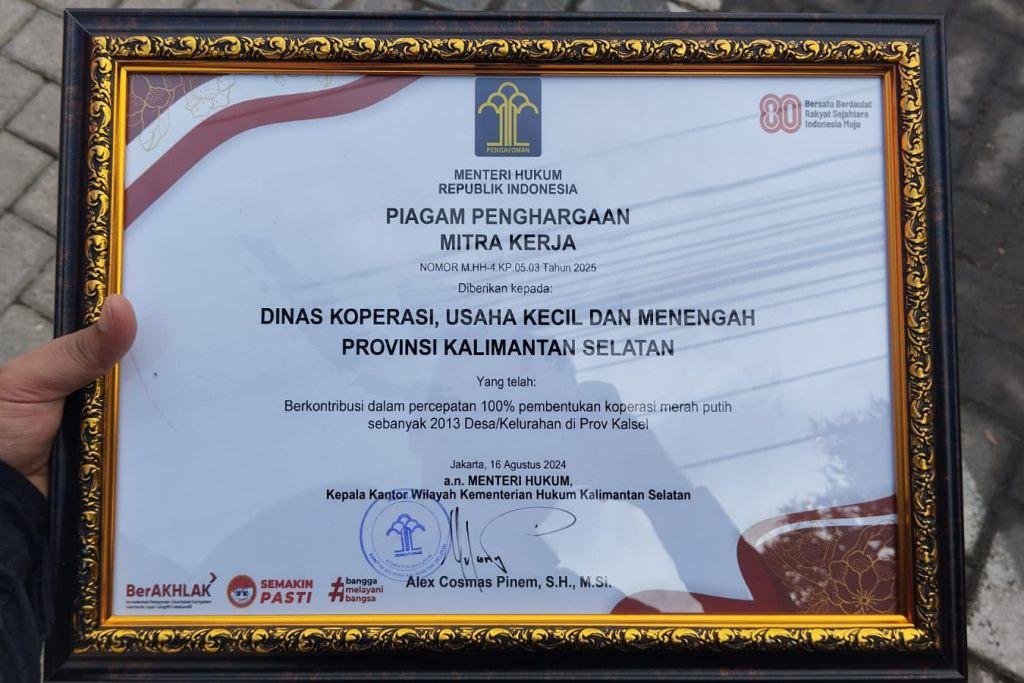 PENGAYOMAN
80 Bersatu Berdaulat
Rakyat Sejahtera
Indonesia Maju
MENTERI HUKUM
REPUBLIK INDONESIA
PIAGAM PENGHARGAAN
MITRA KERJA
NOMOR M.HH-4.KP.05.03 Tahun 2025
Diberikan kepada:
DINAS KOPERASI, USAHA KECIL DAN MENENGAH
PROVINSI KALIMANTAN SELATAN
Yang telah:
Berkontribusi dalam percepatan 100% pembentukan koperasi merah putih
sebanyak 2013 Desa/Kelurahan di Prov Kalsel
Jakarta, 16 Agustus 2024
a.n. MENTERI HUKUM,
Kepala Kantor Wilayah Kementerian Hukum Kalimantan Selatan
PENGAYOMAN
Alex Cosmas Pinem, S.H., M.Si.
BerAKHLAK
SEMAKIN
PASTI
#bangga
melayani
bangsa